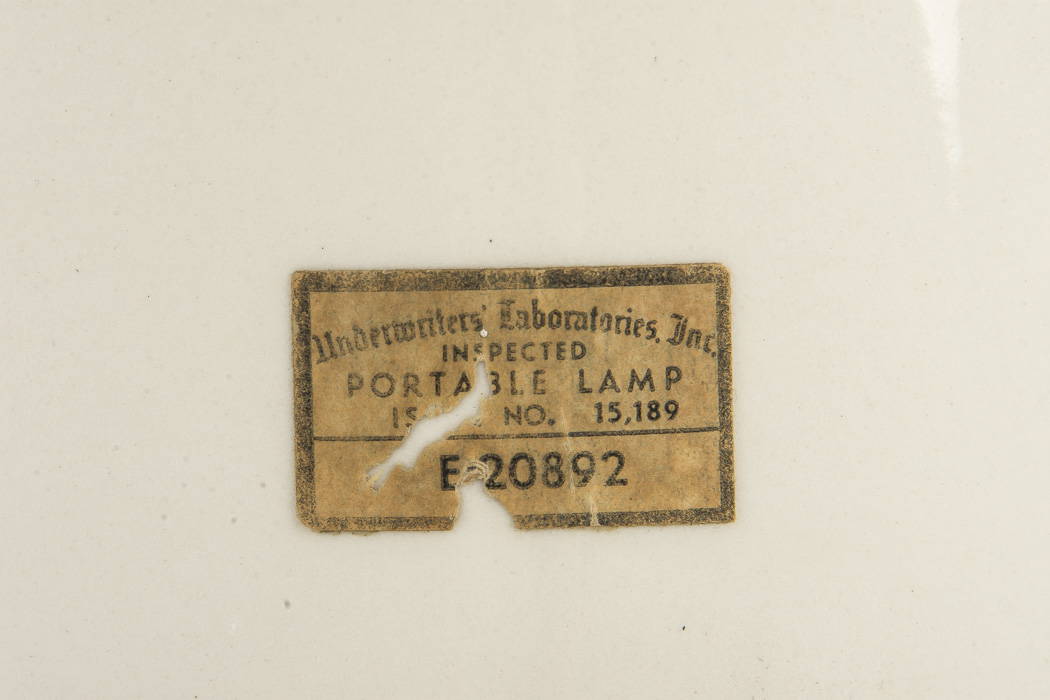 Underwriters' Laboratories, Inc.
INSPECTED
PORTABLE LAMP
NO. 15,189
E-20892